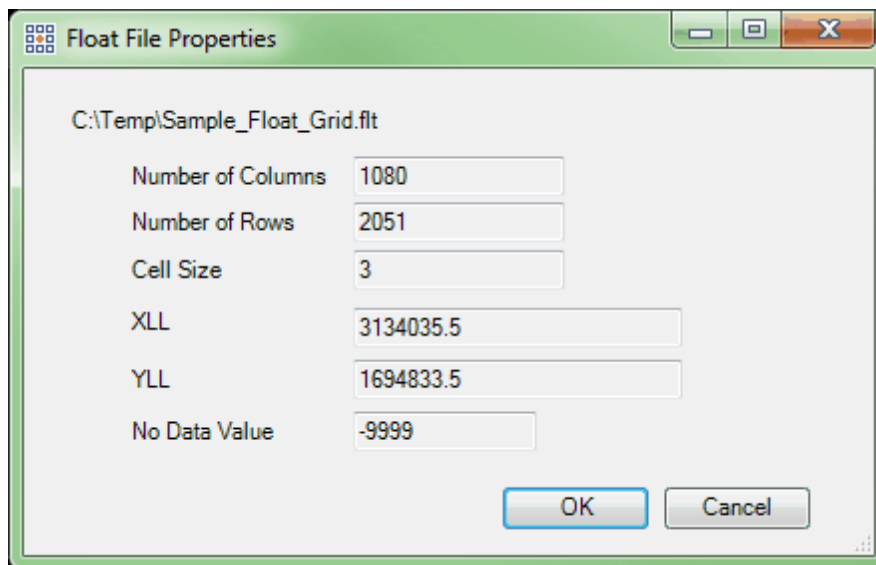 Float File Properties
C:\Temp\Sample_Float_Grid.flt
Number of Columns 1080
Number of Rows 2051
Cell Size 3
XLL 3134035.5
YLL 1694833.5
No Data Value -9999
OK Cancel